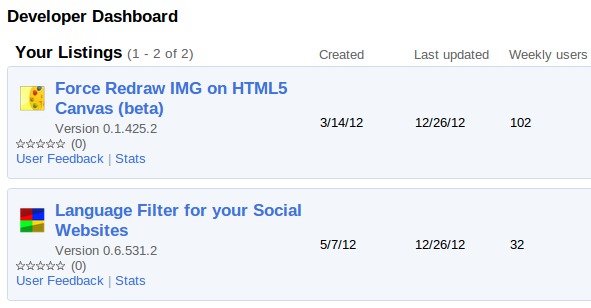 Developer Dashboard
Your Listings (1 - 2 of 2) Created Last updated Weekly users
Force Redraw IMG on HTML5
Canvas (beta)
Version 0.1.425.2
3/14/12 12/26/12 102
☆☆☆☆☆ (0)
User Feedback | Stats
Language Filter for your Social
Websites
Version 0.6.531.2
5/7/12 12/26/12 32
☆☆☆☆☆ (0)
User Feedback | Stats